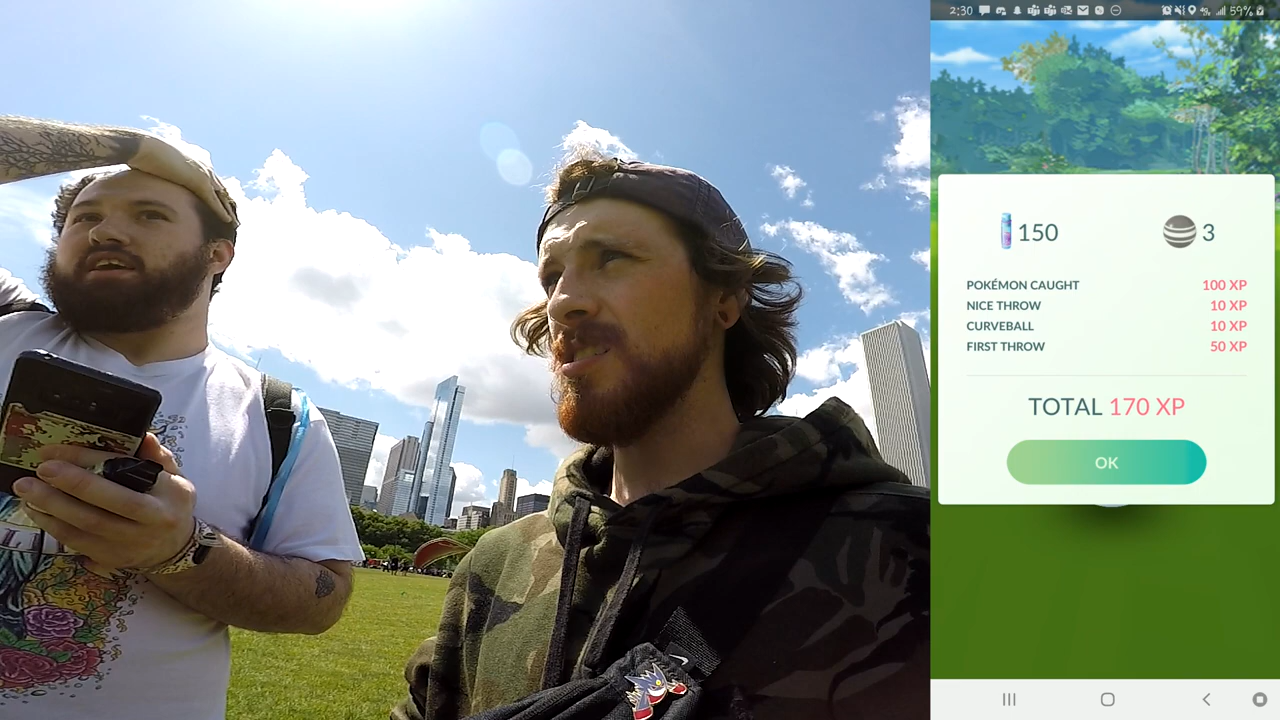 2:30
4G
59%
150
3
POKÉMON CAUGHT 100 XP
NICE THROW 10 XP
CURVEBALL 10 XP
FIRST THROW 50 XP
TOTAL 170 XP
OK